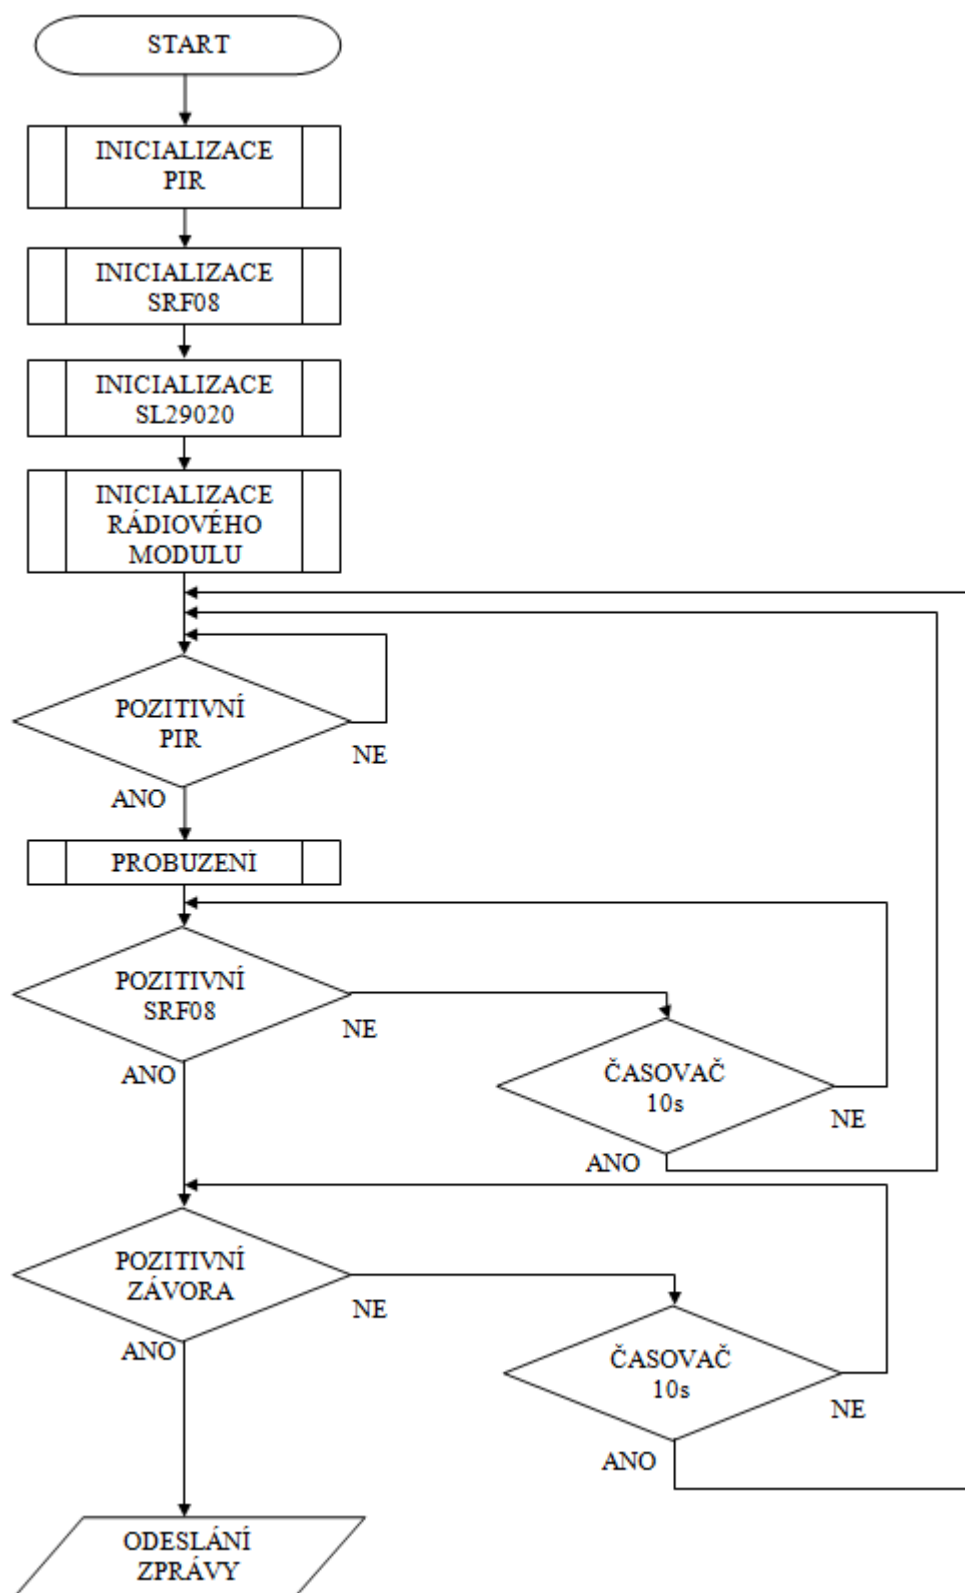 START
INICIALIZACE
PIR
INICIALIZACE
SRF08
INICIALIZACE
SL29020
INICIALIZACE
RÁDIOVÉHO
MODULU
POZITIVNÍ
PIR
NE
ANO
PROBUZENÍ
POZITIVNÍ
SRF08
NE
ANO
ČASOVAČ
10s
NE
ANO
POZITIVNÍ
ZÁVORA
NE
ANO
ČASOVAČ
10s
NE
ANO
ODESLÁNÍ
ZPRÁVY